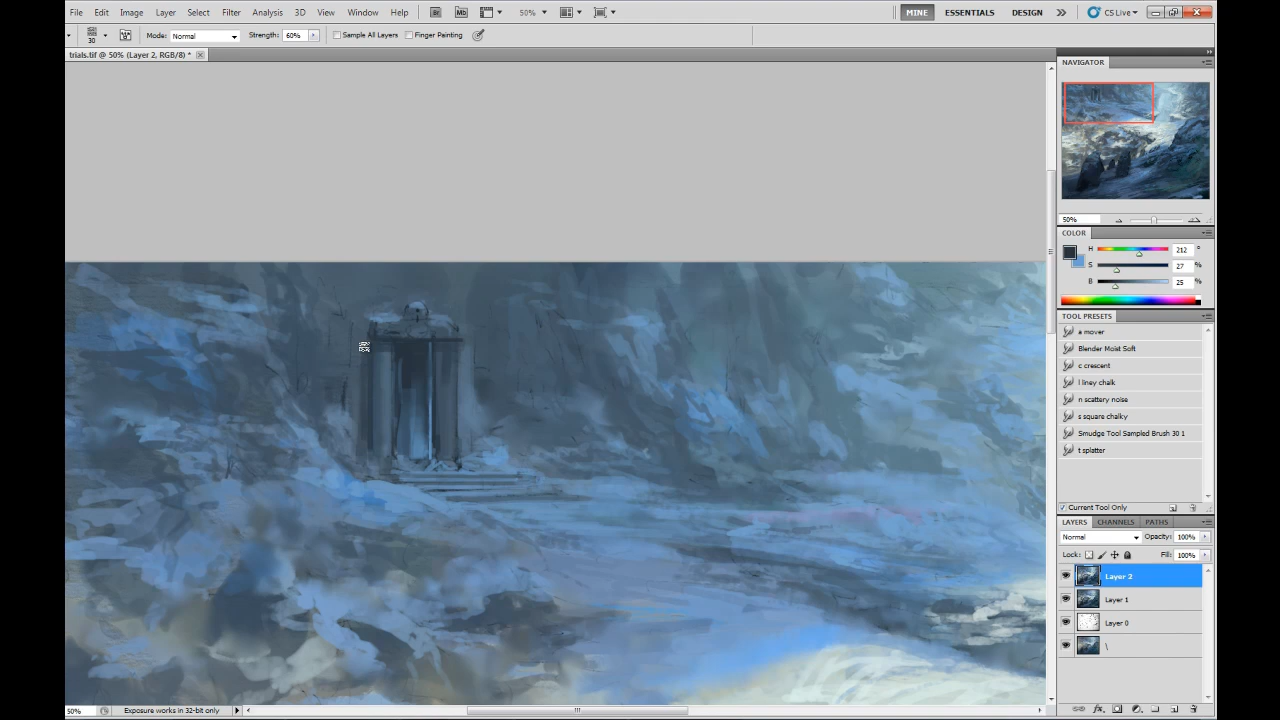 File Edit Image Layer Select Filter Analysis 3D View Window Help Br Mb 50% MINE ESSENTIALS DESIGN CS Live
30 Mode: Normal Strength: 60% Sample All Layers Finger Painting
trials.tif @ 50% (Layer 2, RGB/8) *
NAVIGATOR
50%
COLOR
H 212 °
S 27 %
B 25 %
TOOL PRESETS
a mover
Blender Moist Soft
c crescent
l liney chalk
n scattery noise
s square chalky
Smudge Tool Sampled Brush 30 1
t splatter
Current Tool Only
LAYERS CHANNELS PATHS
Normal Opacity: 100%
Lock: Fill: 100%
Layer 2
Layer 1
Layer 0
\
50% Exposure works in 32-bit only
fx